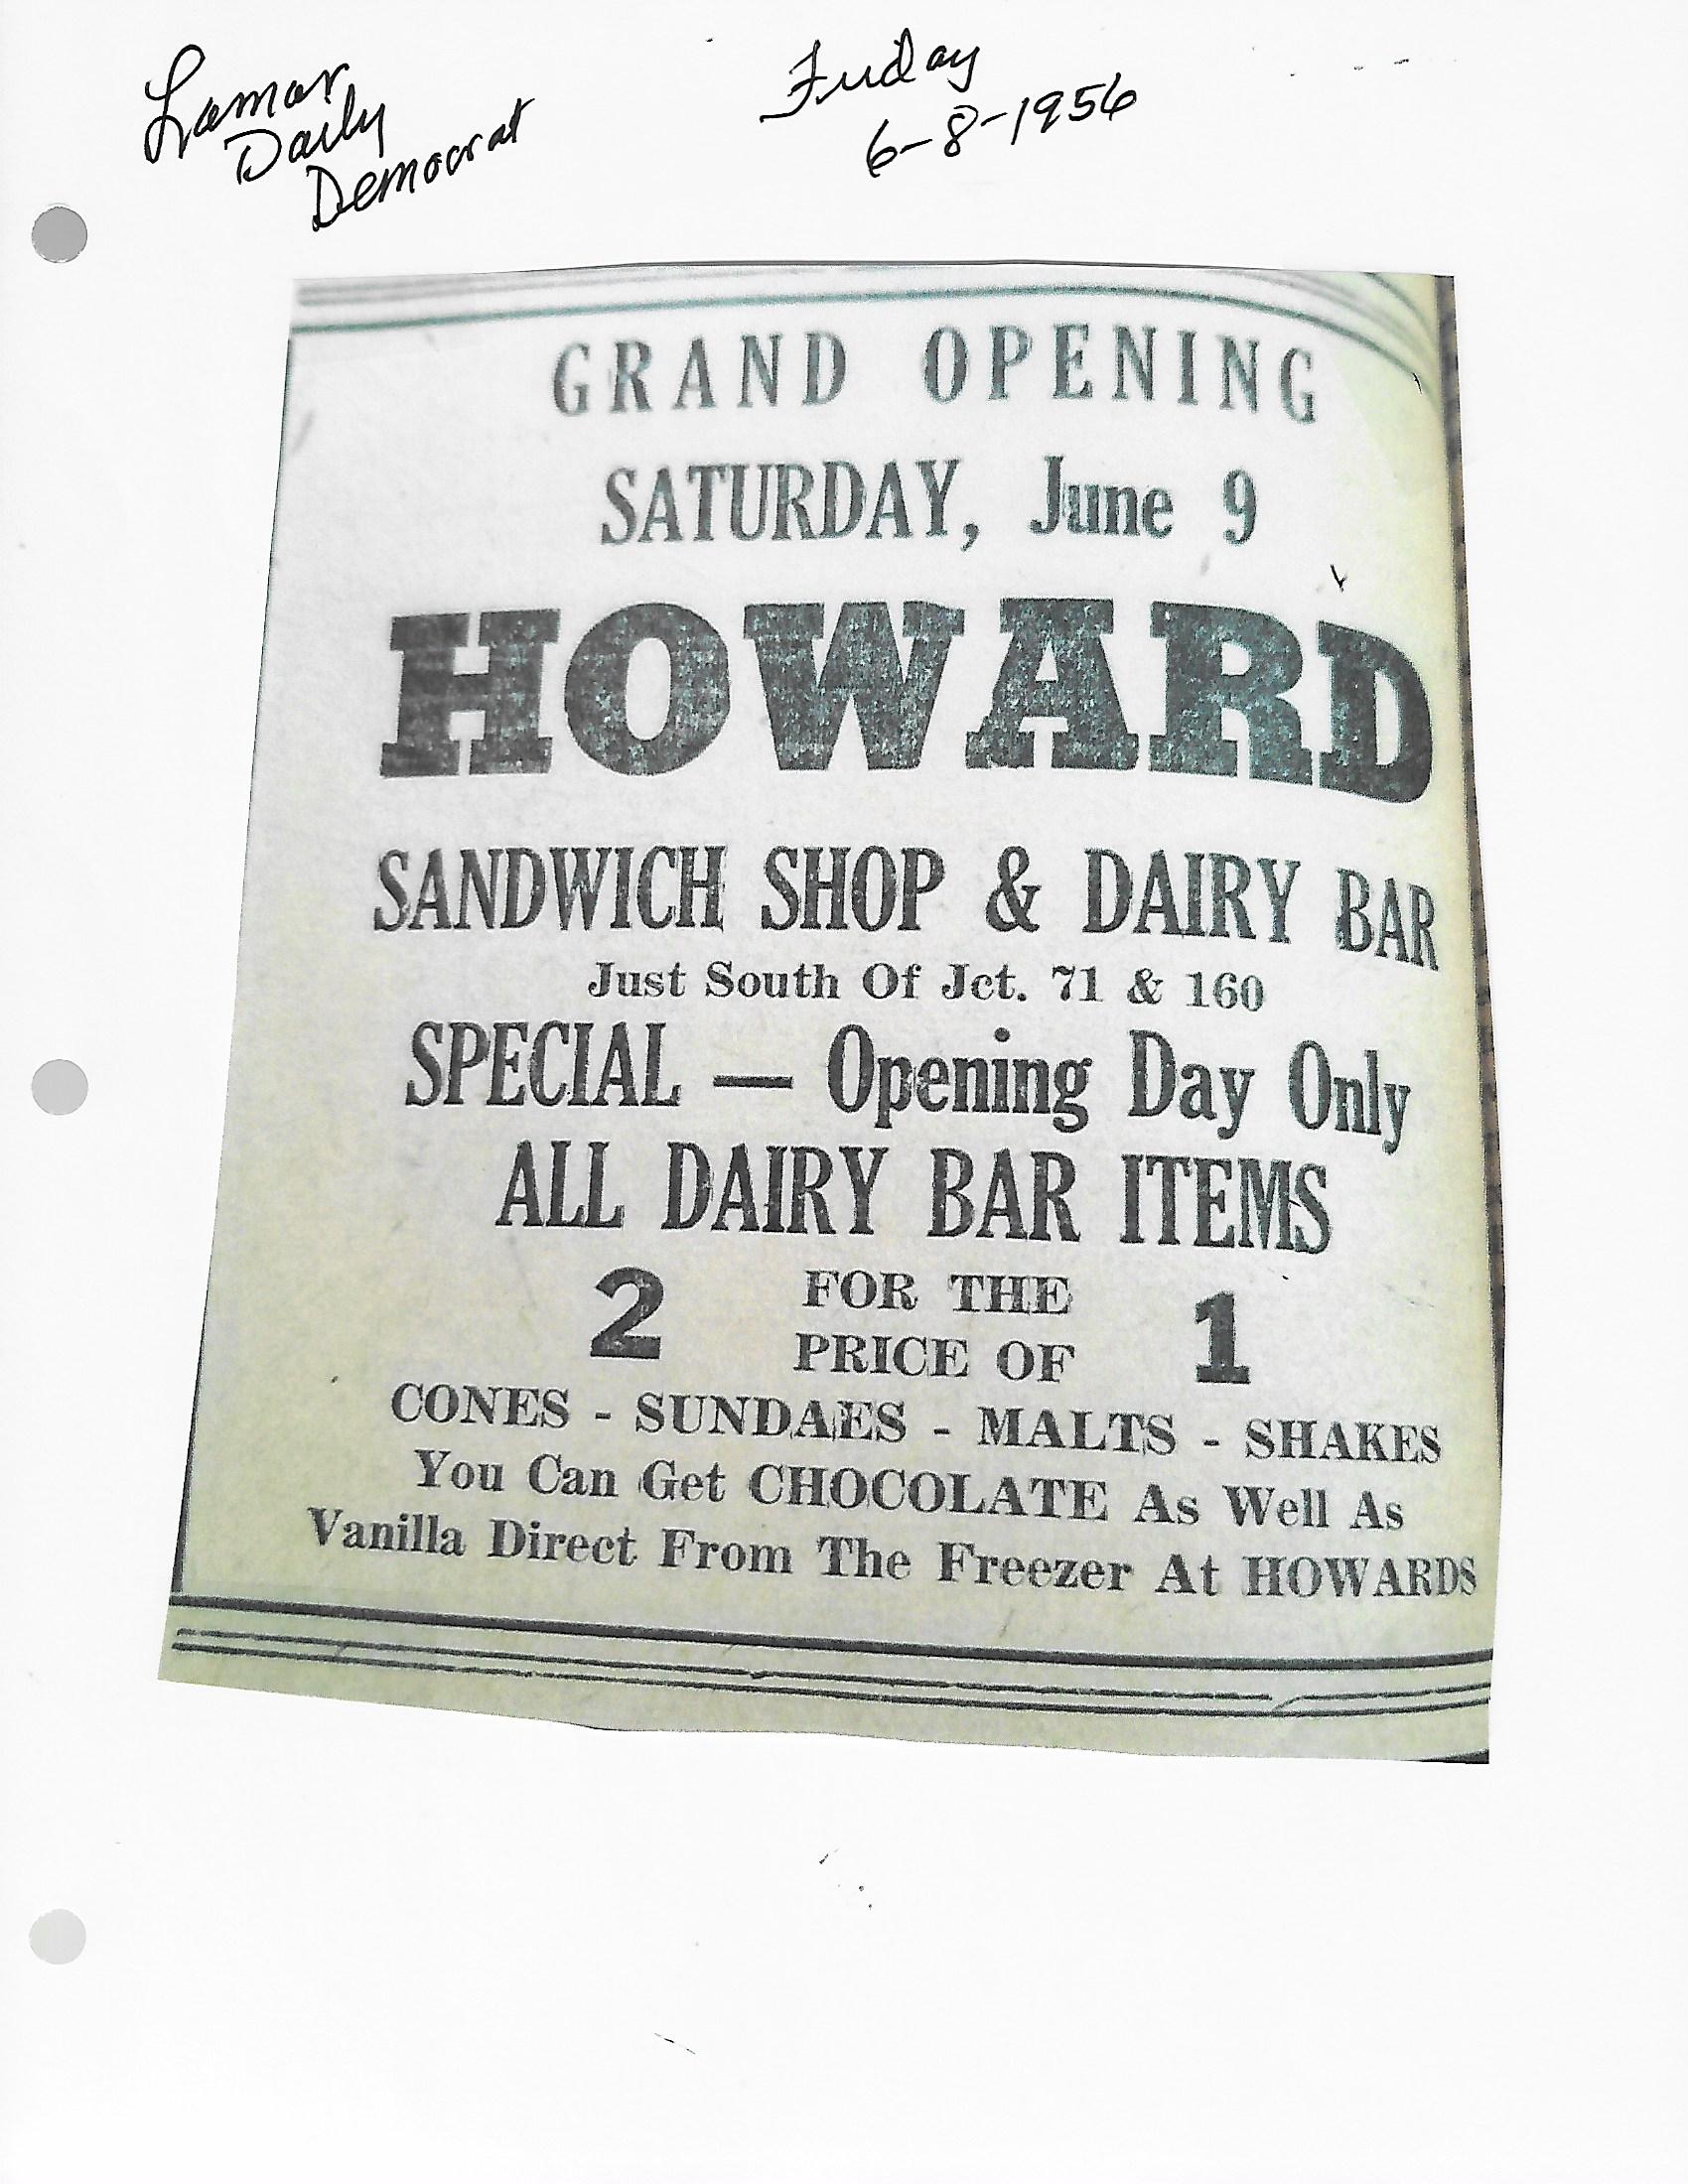 Lamar
Daily
Democrat
Friday
6-8-1956
GRAND OPENING
SATURDAY, June 9
HOWARD
SANDWICH SHOP & DAIRY BAR
Just South Of Jct. 71 & 160
SPECIAL — Opening Day Only
ALL DAIRY BAR ITEMS
2 FOR THE PRICE OF 1
CONES - SUNDAES - MALTS - SHAKES
You Can Get CHOCOLATE As Well As
Vanilla Direct From The Freezer At HOWARDS